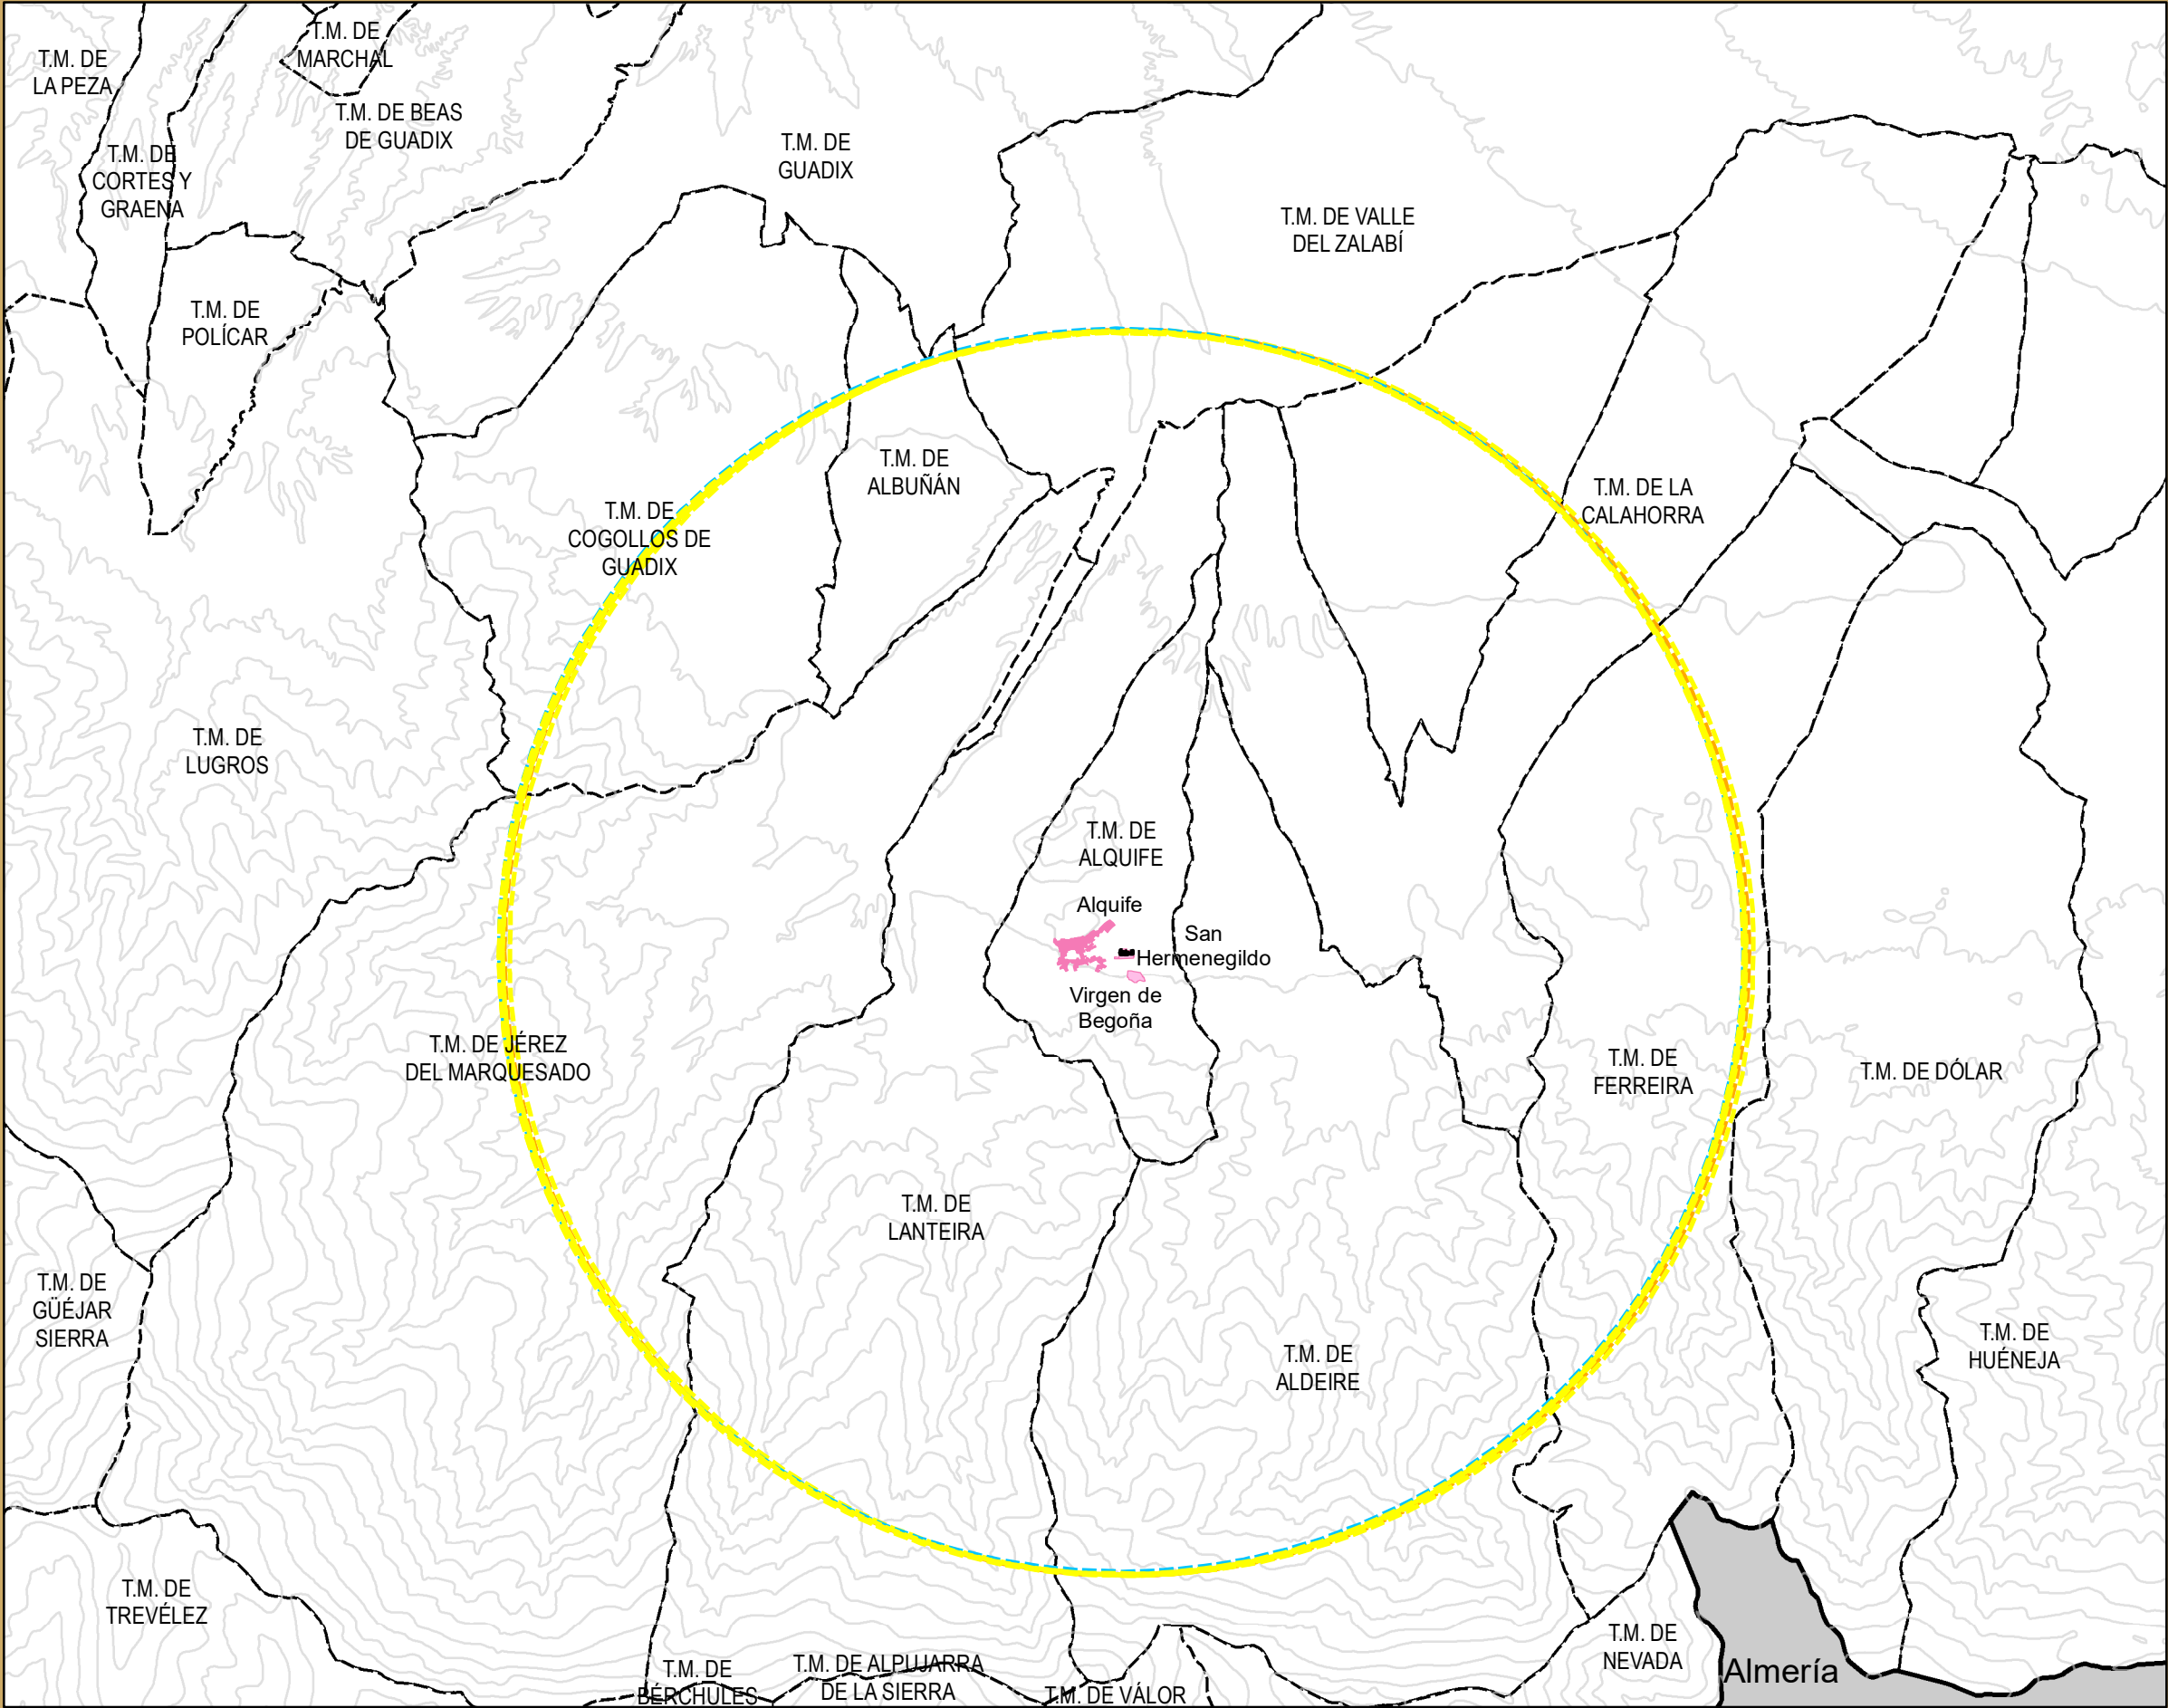 T.M. DE
MARCHAL
T.M. DE
LA PEZA
T.M. DE BEAS
DE GUADIX
T.M. DE
GUADIX
T.M. DE
CORTES Y
GRAENA
T.M. DE VALLE
DEL ZALABÍ
T.M. DE
POLÍCAR
T.M. DE
ALBUÑÁN
T.M. DE LA
CALAHORRA
T.M. DE
COGOLLOS DE
GUADIX
T.M. DE
LUGROS
T.M. DE
ALQUIFE
Alquife
San
Hermenegildo
Virgen de
Begoña
T.M. DE JÉREZ
DEL MARQUESADO
T.M. DE
FERREIRA
T.M. DE DÓLAR
T.M. DE
LANTEIRA
T.M. DE
GÜÉJAR
SIERRA
T.M. DE
ALDEIRE
T.M. DE
HUÉNEJA
T.M. DE
TREVÉLEZ
T.M. DE
NEVADA
Almería
T.M. DE
BÉRCHULES
T.M. DE ALPUJARRA
DE LA SIERRA
T.M. DE VÁLOR